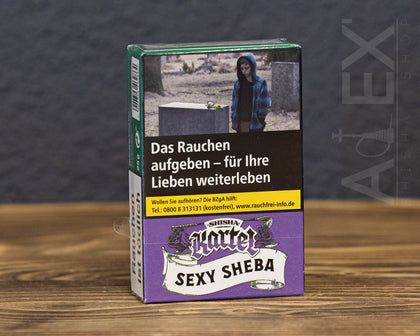 Das Rauchen
aufgeben – für Ihre
Lieben weiterleben
Wollen Sie aufhören? Die BZgA hilft:
Tel.: 0800 8 313131 (kostenfrei), www.rauchfrei-info.de
SHISHA
Kartel
SEXY SHEBA
ALEX